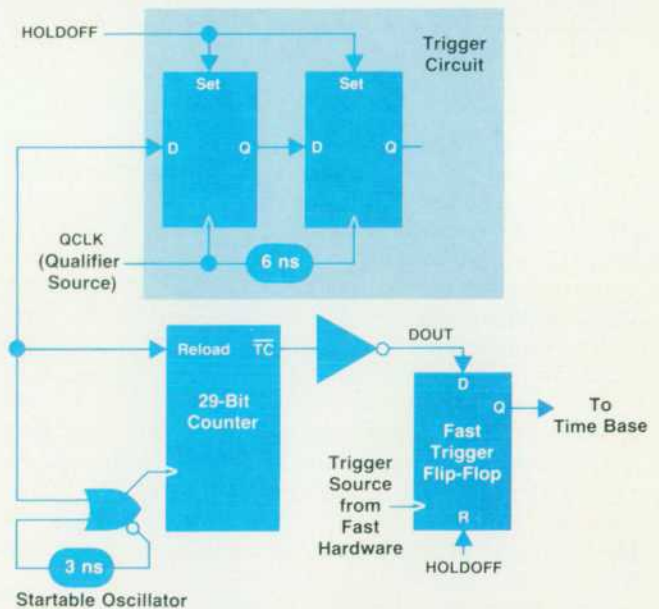 HOLDOFF
Trigger
Circuit
Set
Set
D
Q
D
Q
QCLK
(Qualifier
Source)
6 ns
Reload
TC
DOUT
29-Bit
Counter
D
Q
To
Time Base
Fast
Trigger
Flip-Flop
Trigger
Source
from
Fast
Hardware
R
HOLDOFF
3 ns
Startable Oscillator